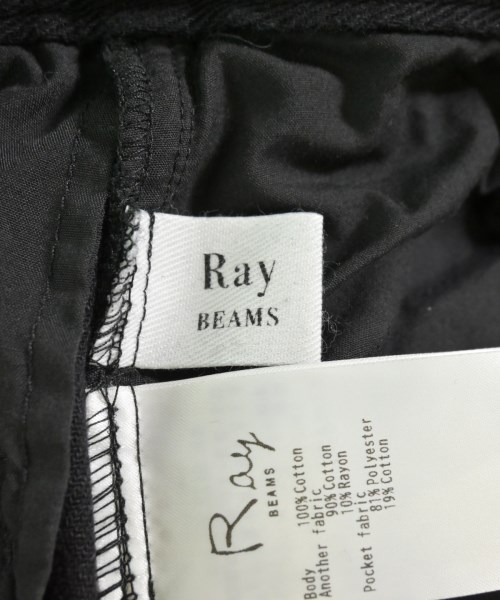 Ray
BEAMS
Ray
BEAMS
Body
100%Cotton
Another fabric
90%Cotton
10%Rayon
Pocket fabric
81%Polyester
19%Cotton